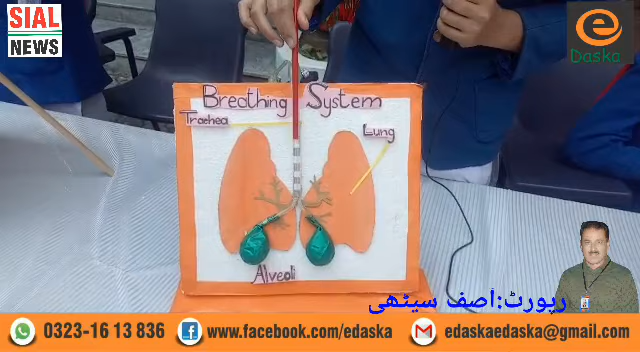 SIAL
NEWS
e
Daska
Breathing System
Trachea
Lung
Alveoli
رپورٹ:آصف سیٹھی
0323-16 13 836
www.facebook.com/edaska
edaskaedaska@gmail.com